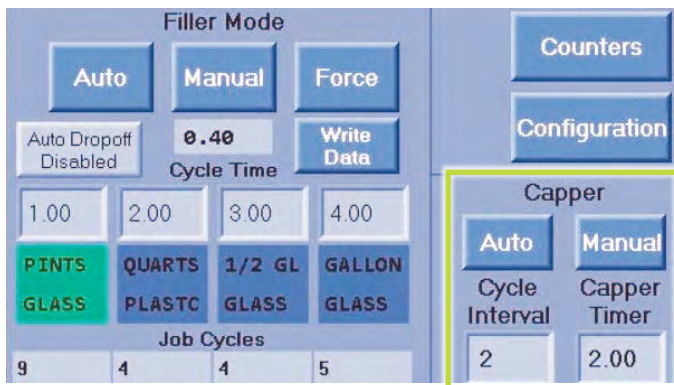 Filler Mode
Auto Manual Force
Auto Dropoff
Disabled
0.40
Cycle Time
Write
Data
1.00 2.00 3.00 4.00
PINTS QUARTS 1/2 GL GALLON
GLASS PLASTC GLASS GLASS
Job Cycles
9 4 4 5
Counters
Configuration
Capper
Auto Manual
Cycle Capper
Interval Timer
2 2.00